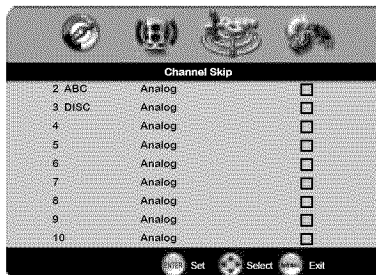 Channel Skip
2 ABC Analog
3 DISC Analog
4 Analog
5 Analog
6 Analog
7 Analog
8 Analog
9 Analog
10 Analog
ENTER Set Select Exit